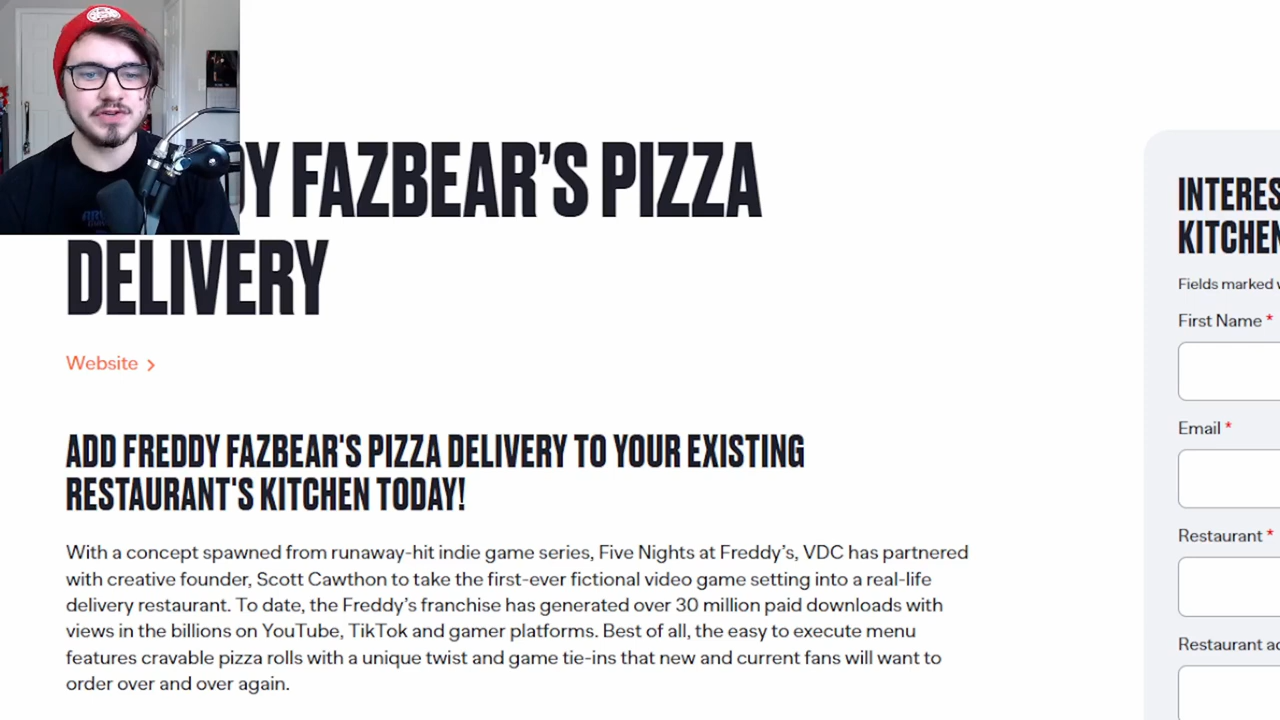 Y FAZBEAR’S PIZZA
DELIVERY
Website >
ADD FREDDY FAZBEAR'S PIZZA DELIVERY TO YOUR EXISTING
RESTAURANT'S KITCHEN TODAY!
With a concept spawned from runaway-hit indie game series, Five Nights at Freddy’s, VDC has partnered
with creative founder, Scott Cawthon to take the first-ever fictional video game setting into a real-life
delivery restaurant. To date, the Freddy’s franchise has generated over 30 million paid downloads with
views in the billions on YouTube, TikTok and gamer platforms. Best of all, the easy to execute menu
features cravable pizza rolls with a unique twist and game tie-ins that new and current fans will want to
order over and over again.
INTERES
KITCHEN
Fields marked
First Name *
Email *
Restaurant *
Restaurant